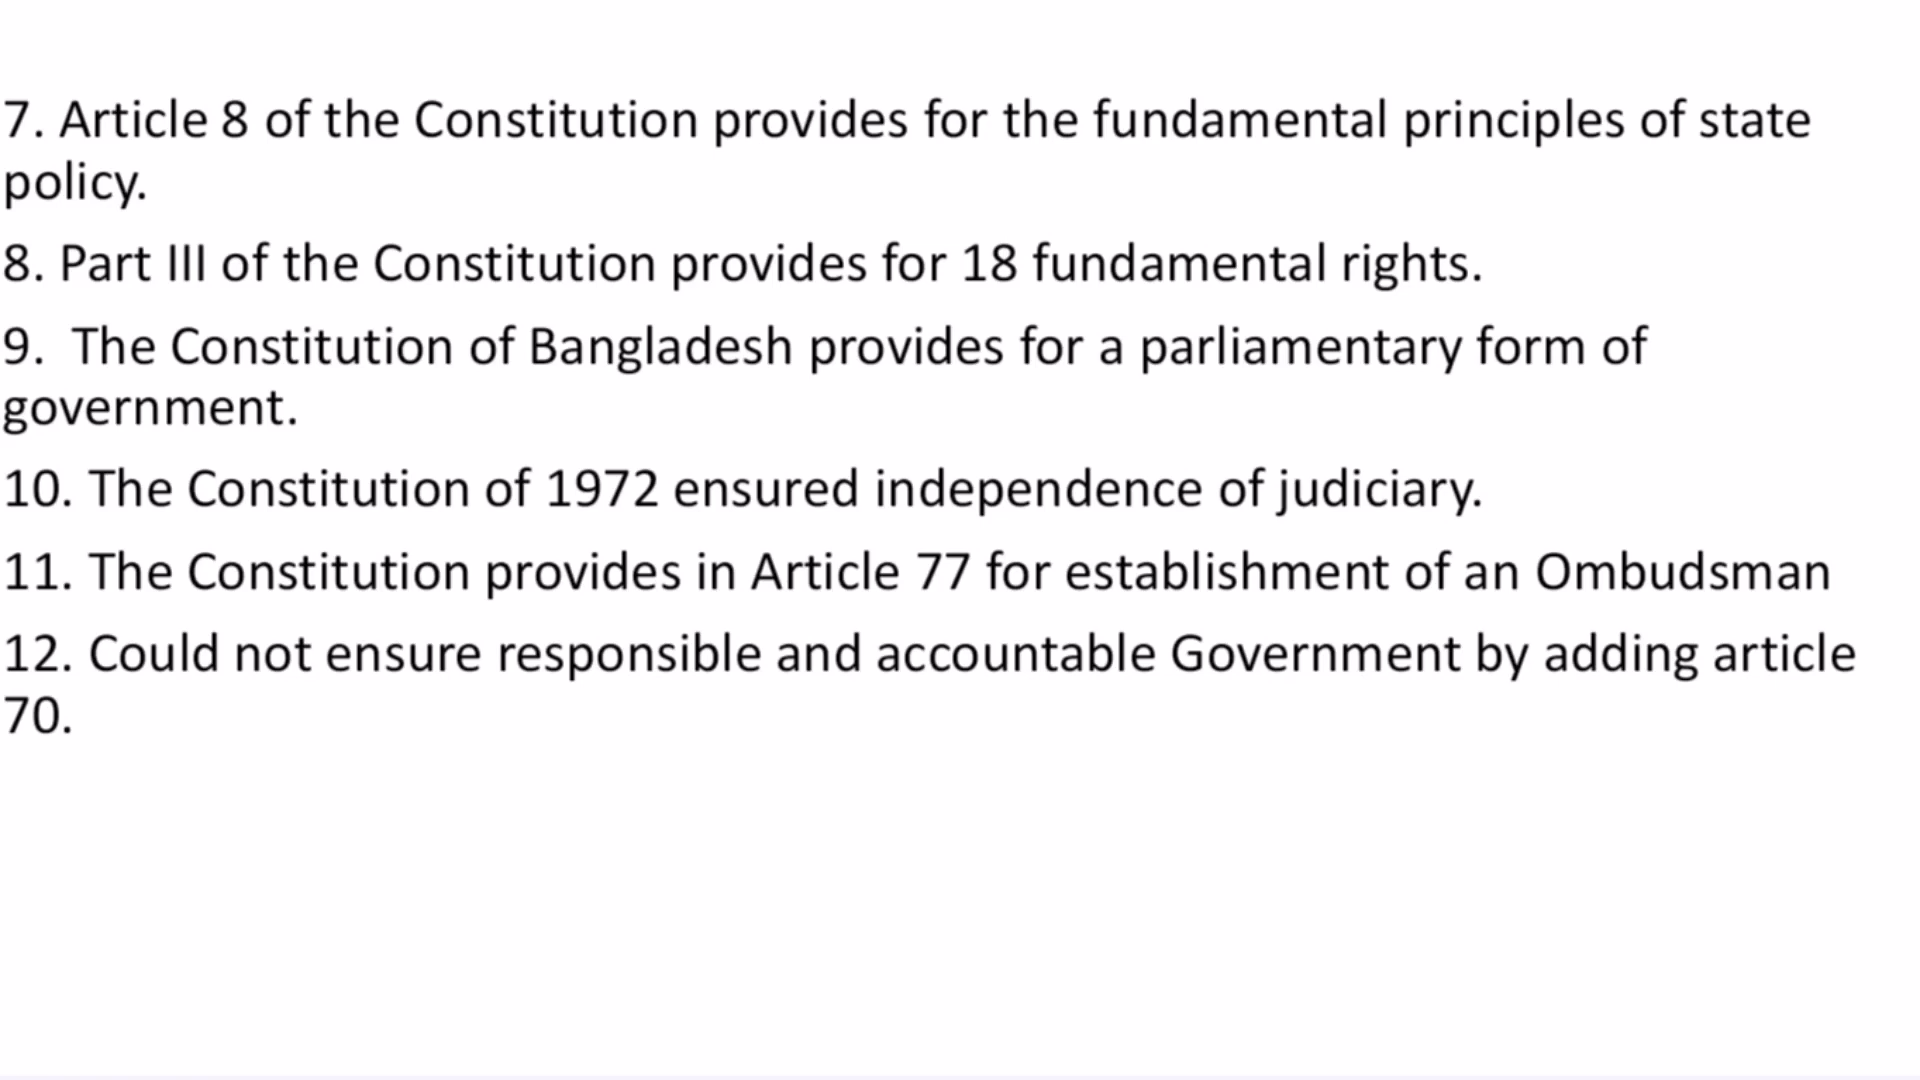 7. Article 8 of the Constitution provides for the fundamental principles of state
policy.
8. Part III of the Constitution provides for 18 fundamental rights.
9.  The Constitution of Bangladesh provides for a parliamentary form of
government.
10. The Constitution of 1972 ensured independence of judiciary.
11. The Constitution provides in Article 77 for establishment of an Ombudsman
12. Could not ensure responsible and accountable Government by adding article
70.